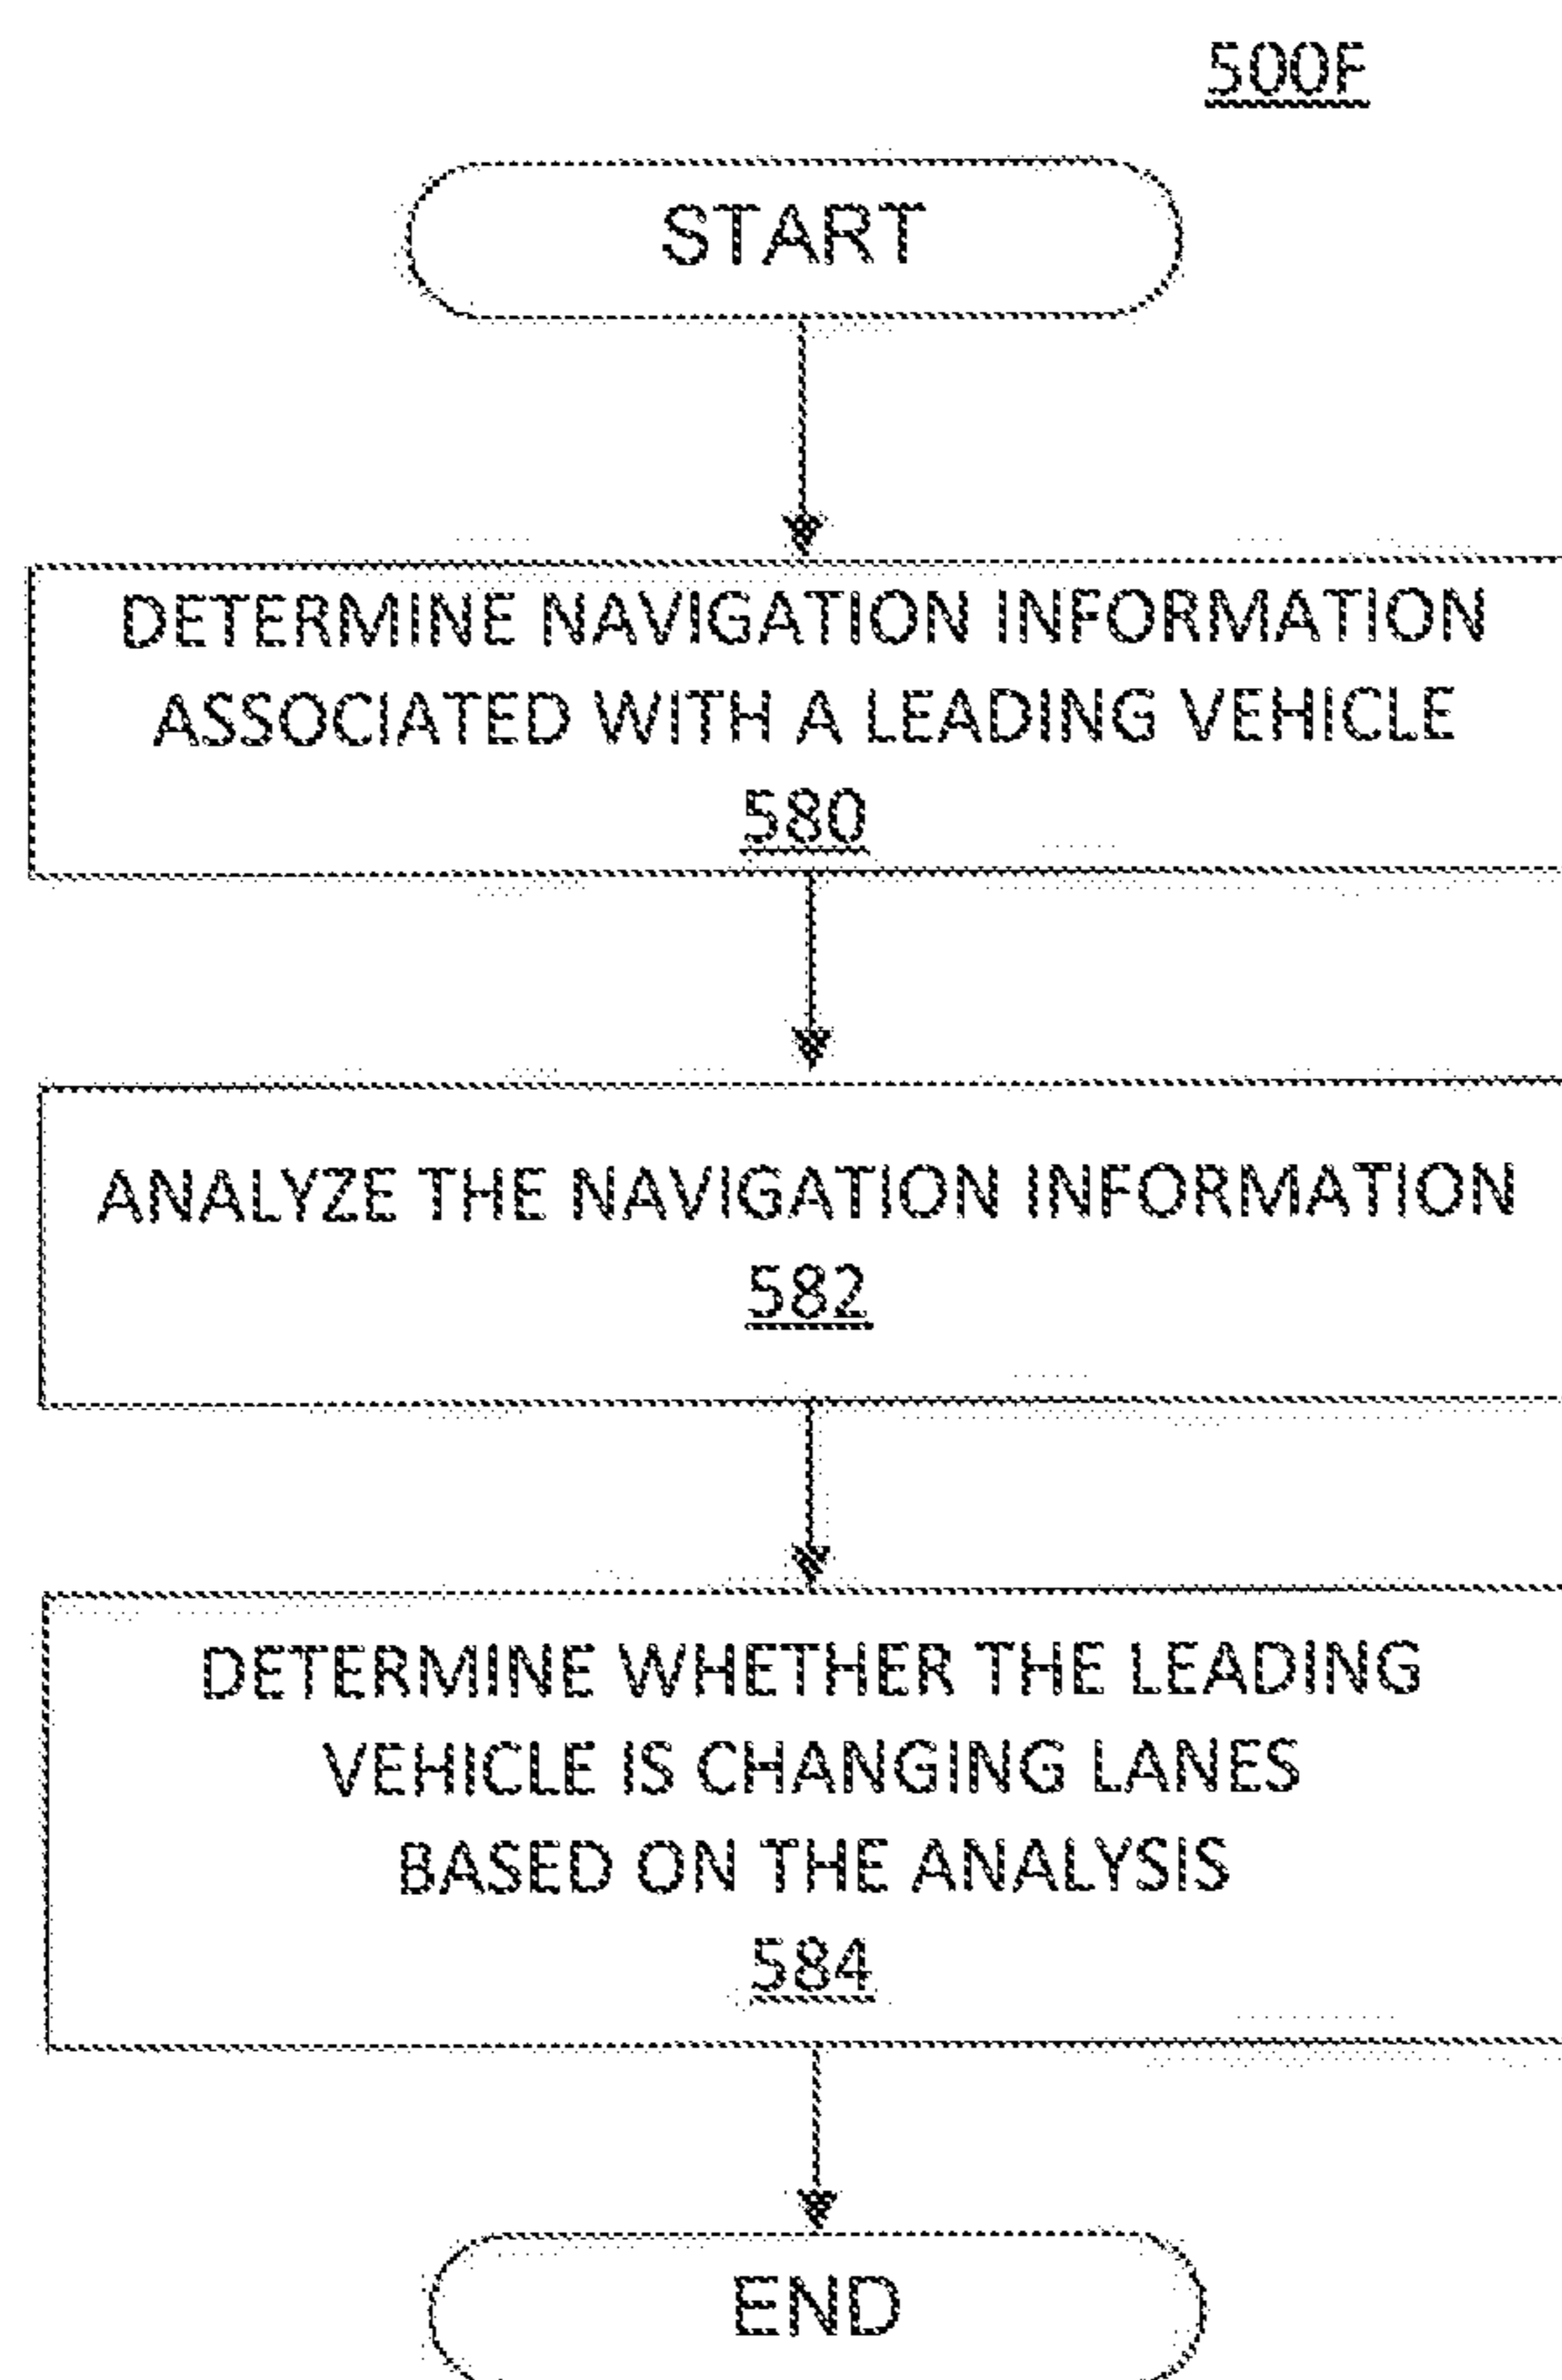 500F
START
DETERMINE NAVIGATION INFORMATION
ASSOCIATED WITH A LEADING VEHICLE
580
ANALYZE THE NAVIGATION INFORMATION
582
DETERMINE WHETHER THE LEADING
VEHICLE IS CHANGING LANES
BASED ON THE ANALYSIS
584
END